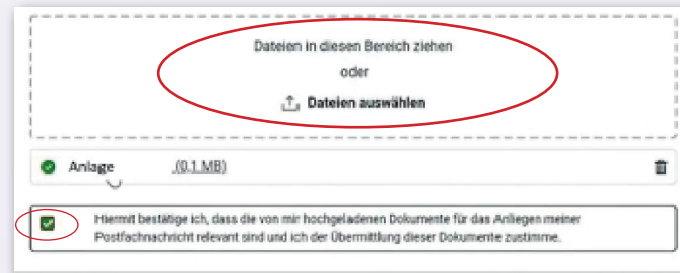 Dateien in diesen Bereich ziehen
oder
Dateien auswählen
Anlage (0.1 MB)
Hiermit bestätige ich, dass die von mir hochgeladenen Dokumente für das Anliegen meiner
Postfachnachricht relevant sind und ich der Übermittlung dieser Dokumente zustimme.